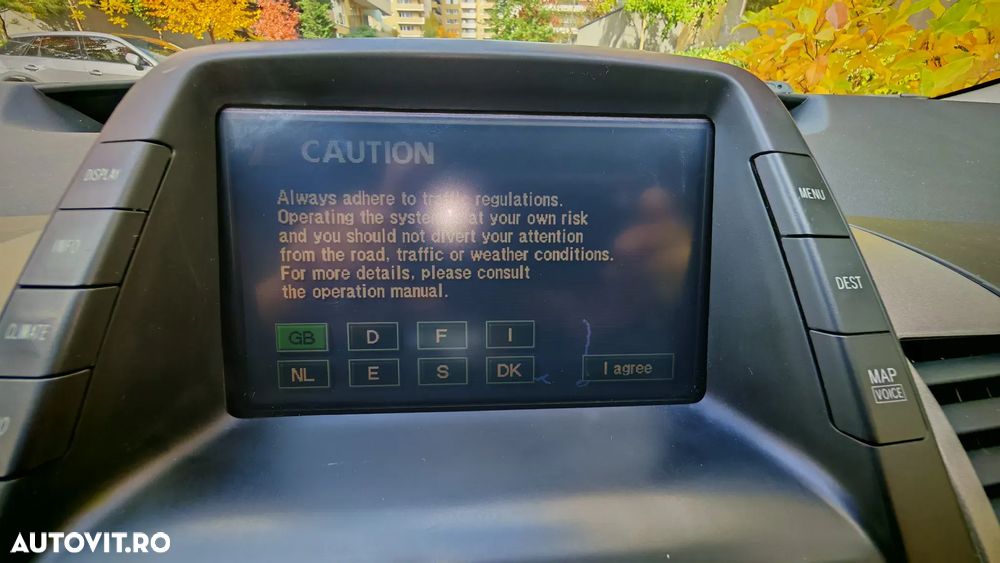 CAUTION
Always adhere to traffic regulations.
Operating the system is at your own risk
and you should not divert your attention
from the road, traffic or weather conditions.
For more details, please consult
the operation manual.
GB D F I
NL E S DK I agree
DISPLAY
INFO
CLIMATE
MENU
DEST
MAP
VOICE
AUTOVIT.RO